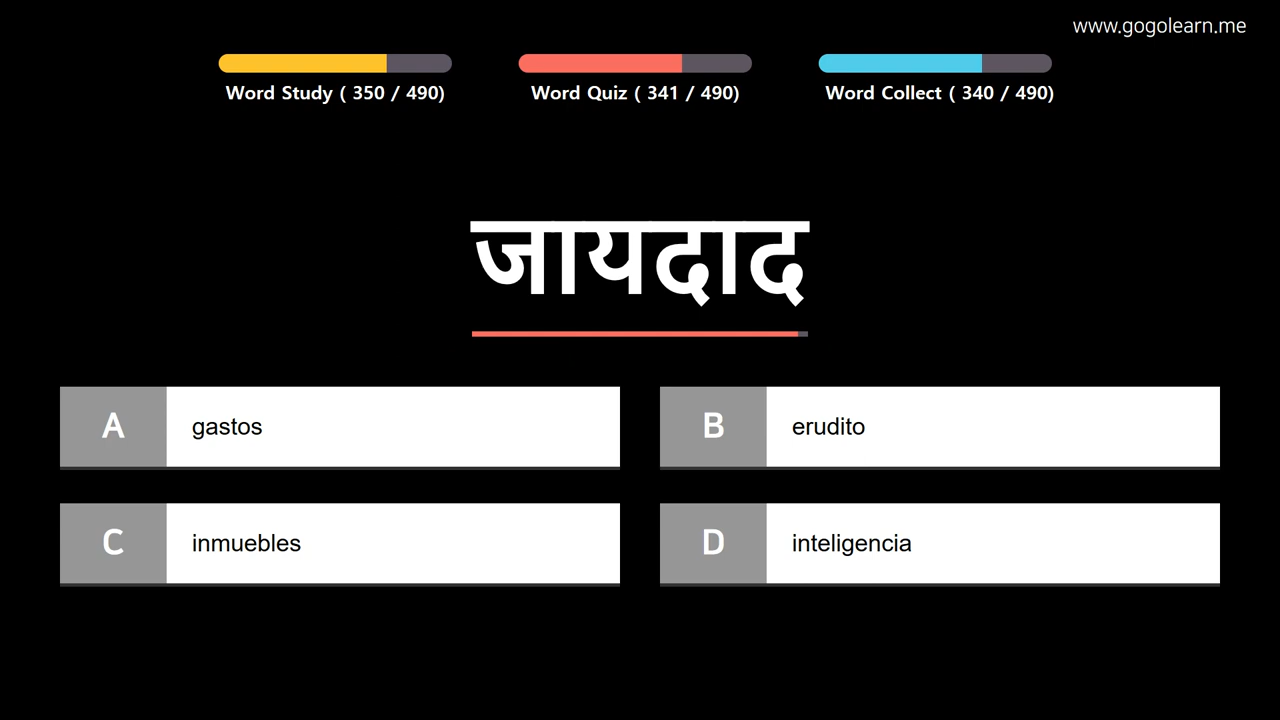 www.gogolearn.me
Word Study ( 350 / 490)
Word Quiz ( 341 / 490)
Word Collect ( 340 / 490)
जायदाद
A gastos
B erudito
C inmuebles
D inteligencia